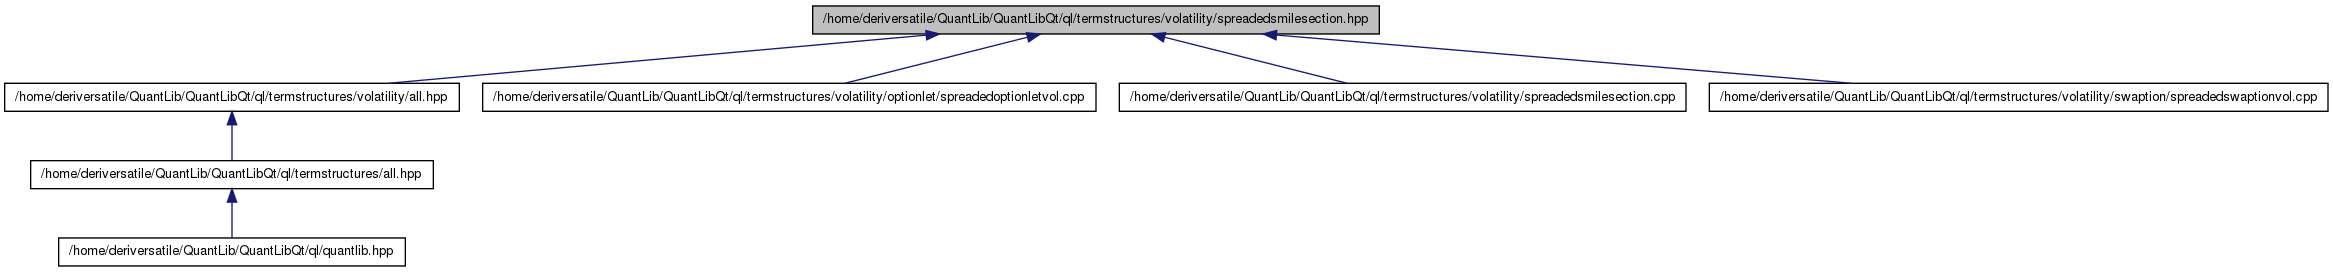 /home/deriversatile/QuantLib/QuantLibQt/ql/termstructures/volatility/spreadedsmilesection.hpp
/home/deriversatile/QuantLib/QuantLibQt/ql/termstructures/volatility/all.hpp
/home/deriversatile/QuantLib/QuantLibQt/ql/termstructures/volatility/optionlet/spreadedoptionletvol.cpp
/home/deriversatile/QuantLib/QuantLibQt/ql/termstructures/volatility/spreadedsmilesection.cpp
/home/deriversatile/QuantLib/QuantLibQt/ql/termstructures/volatility/swaption/spreadedswaptionvol.cpp
/home/deriversatile/QuantLib/QuantLibQt/ql/termstructures/all.hpp
/home/deriversatile/QuantLib/QuantLibQt/ql/quantlib.hpp